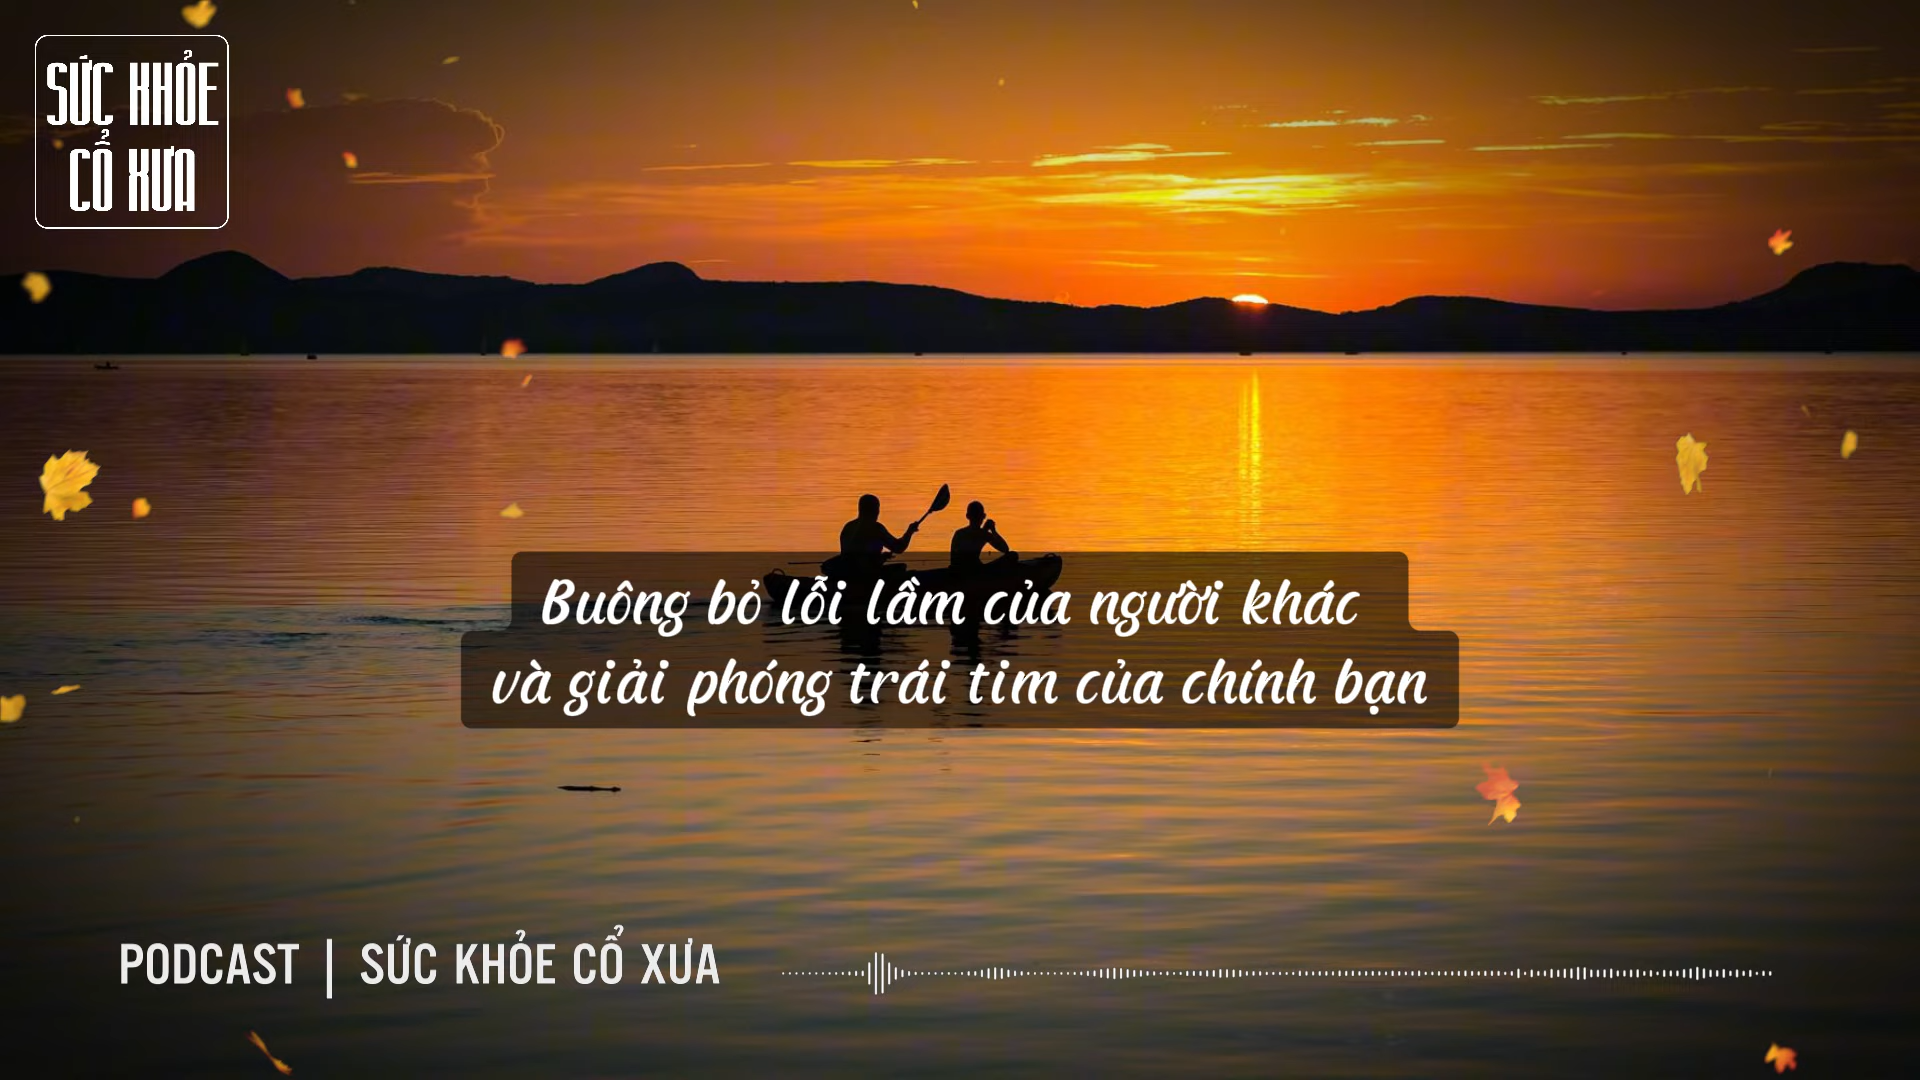 SỨC KHỎE
CỔ XƯA
Buông bỏ lỗi lầm của người khác
và giải phóng trái tim của chính bạn
PODCAST | SỨC KHỎE CỔ XƯA